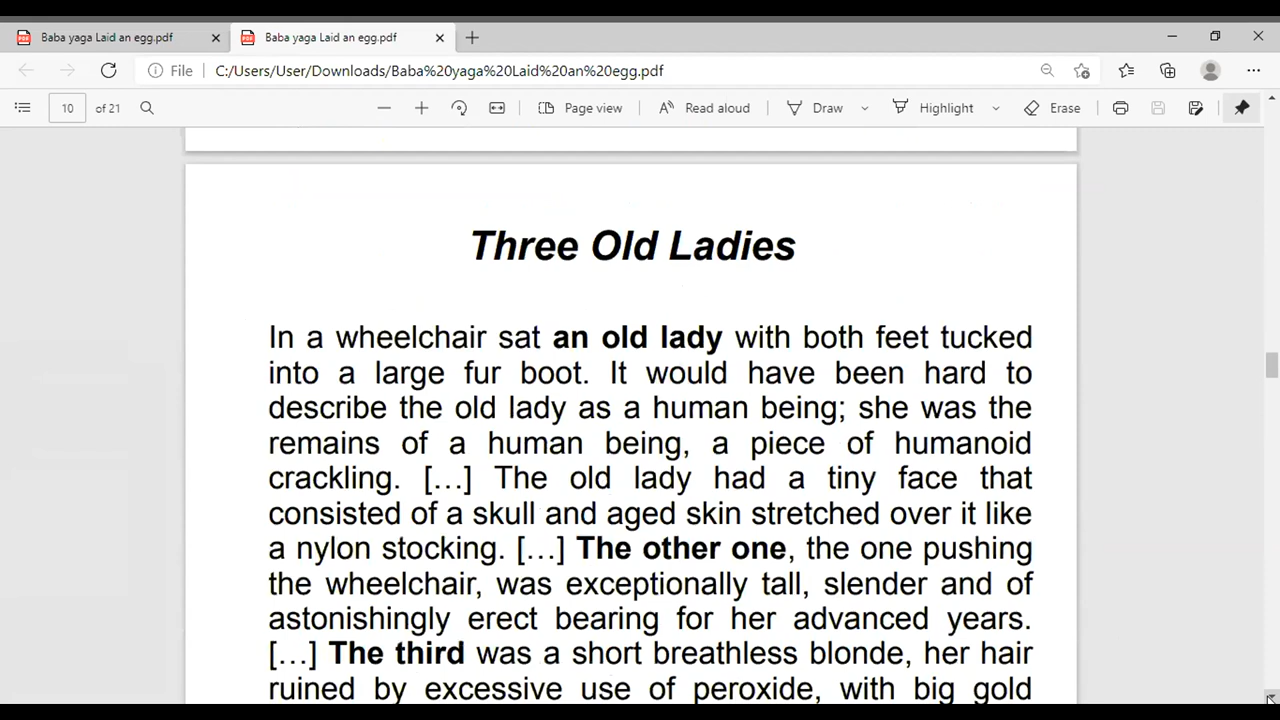 Baba yaga Laid an egg.pdf
Baba yaga Laid an egg.pdf
File
C:/Users/User/Downloads/Baba%20yaga%20Laid%20an%20egg.pdf
10 of 21
Page view
Read aloud
Draw
Highlight
Erase
Three Old Ladies
In a wheelchair sat an old lady with both feet tucked
into a large fur boot. It would have been hard to
describe the old lady as a human being; she was the
remains of a human being, a piece of humanoid
crackling. […] The old lady had a tiny face that
consisted of a skull and aged skin stretched over it like
a nylon stocking. […] The other one, the one pushing
the wheelchair, was exceptionally tall, slender and of
astonishingly erect bearing for her advanced years.
[…] The third was a short breathless blonde, her hair
ruined by excessive use of peroxide, with big gold